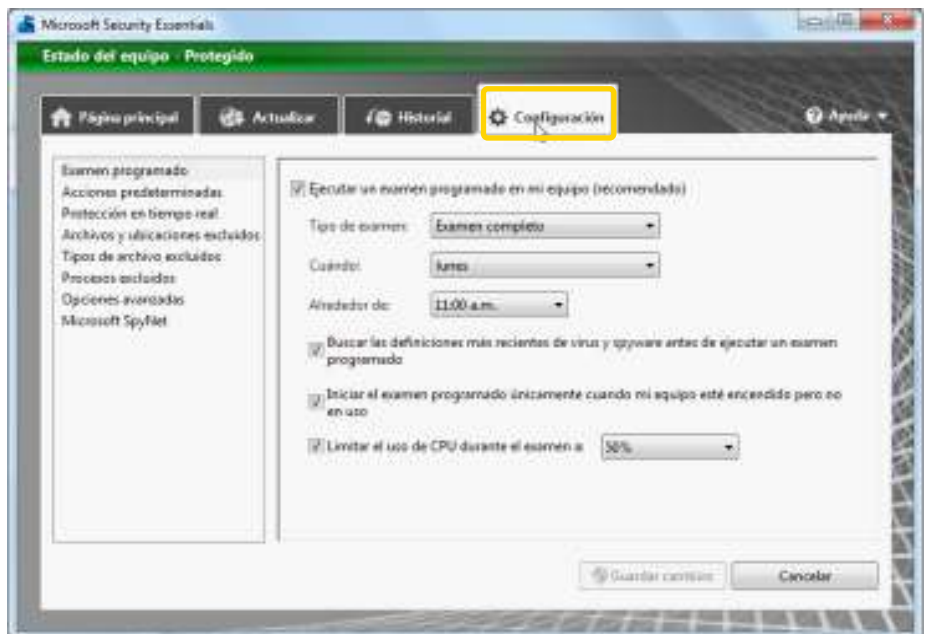 Microsoft Security Essentials
Estado del equipo - Protegido
Página principal
Actualizar
Historial
Configuración
Ayuda
Examen programado
Acciones predeterminadas
Protección en tiempo real
Archivos y ubicaciones excluidos
Tipos de archivo excluidos
Procesos excluidos
Opciones avanzadas
Microsoft SpyNet
Ejecutar un examen programado en mi equipo (recomendado)
Tipo de examen: Examen completo
Cuándo: lunes
Alrededor de: 11:00 a.m.
Buscar las definiciones más recientes de virus y spyware antes de ejecutar un examen
programado
Iniciar el examen programado únicamente cuando mi equipo esté encendido pero no
en uso
Limitar el uso de CPU durante el examen a: 50%
Guardar cambios
Cancelar